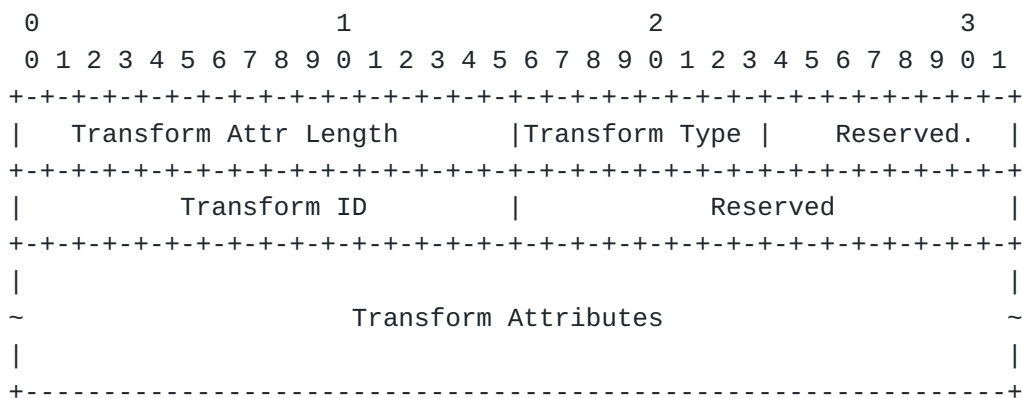 0                   1                   2                   3
 0 1 2 3 4 5 6 7 8 9 0 1 2 3 4 5 6 7 8 9 0 1 2 3 4 5 6 7 8 9 0 1
+-+-+-+-+-+-+-+-+-+-+-+-+-+-+-+-+-+-+-+-+-+-+-+-+-+-+-+-+-+-+-+-+
|   Transform Attr Length       |Transform Type |    Reserved.  |
+-+-+-+-+-+-+-+-+-+-+-+-+-+-+-+-+-+-+-+-+-+-+-+-+-+-+-+-+-+-+-+-+
|          Transform ID         |            Reserved           |
+-+-+-+-+-+-+-+-+-+-+-+-+-+-+-+-+-+-+-+-+-+-+-+-+-+-+-+-+-+-+-+-+
|                                                               |
~                     Transform Attributes                      ~
|                                                               |
+---------------------------------------------------------------+